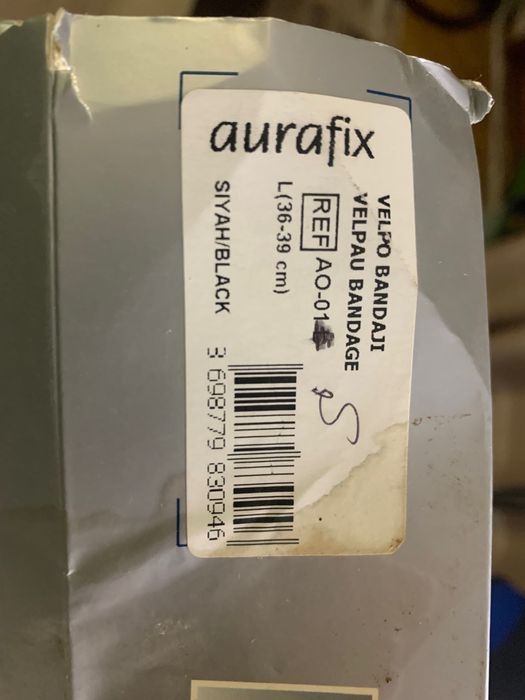 aurafix
VELPO BANDAJI
VELPAU BANDAGE
REF AO-01
L(36-39 cm)
SIYAH/BLACK
3 698779 830946